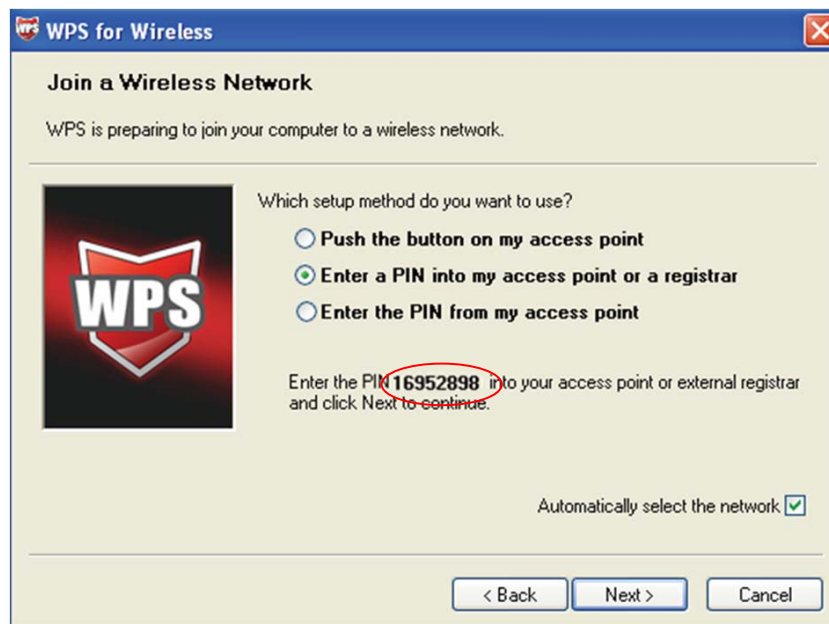 WPS WPS for Wireless
Join a Wireless Network
WPS is preparing to join your computer to a wireless network.
Which setup method do you want to use?
Push the button on my access point
Enter a PIN into my access point or a registrar
Enter the PIN from my access point
WPS
Enter the PIN 16952898 into your access point or external registrar
and click Next to continue.
Automatically select the network
< Back Next > Cancel